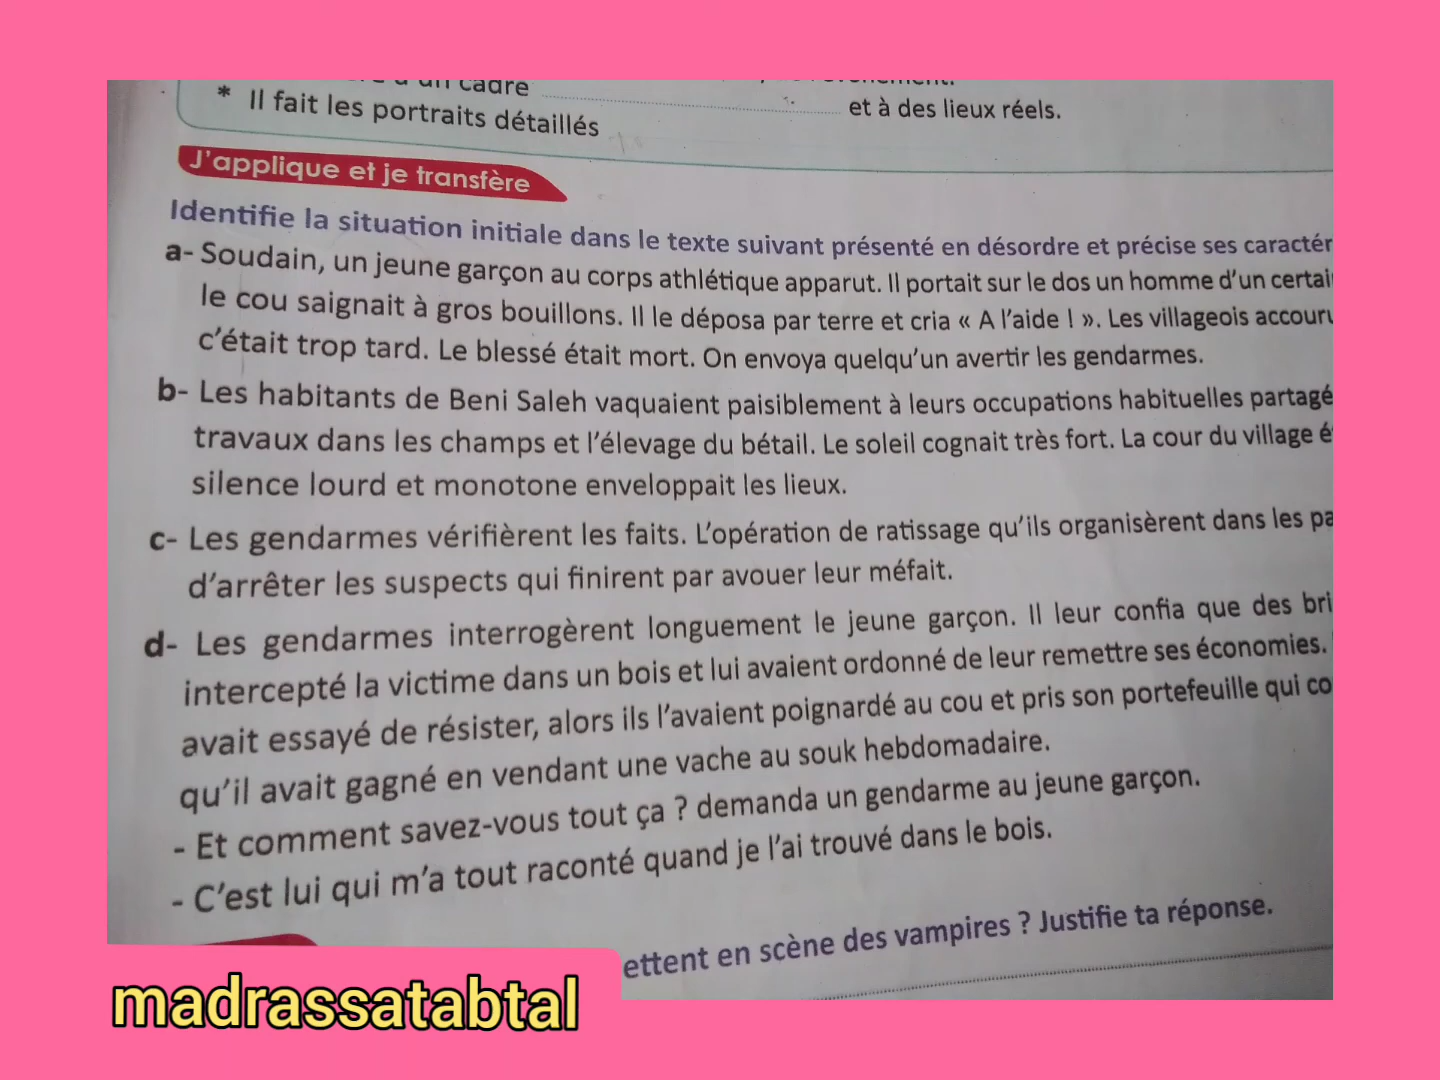 un cadre
* Il fait les portraits détaillés et à des lieux réels.
J'applique et je transfère
Identifie la situation initiale dans le texte suivant présenté en désordre et précise ses
a- Soudain, un jeune garçon au corps athlétique apparut. Il portait sur le dos un homme d'un
le cou saignait à gros bouillons. Il le déposa par terre et cria « A l'aide ! ». Les villageois
c'était trop tard. Le blessé était mort. On envoya quelqu'un avertir les gendarmes.
b- Les habitants de Beni Saleh vaquaient paisiblement à leurs occupations habituelles
travaux dans les champs et l'élevage du bétail. Le soleil cognait très fort. La cour du village
silence lourd et monotone enveloppait les lieux.
c- Les gendarmes vérifièrent les faits. L'opération de ratissage qu'ils organisèrent dans les
d'arrêter les suspects qui finirent par avouer leur méfait.
d- Les gendarmes interrogèrent longuement le jeune garçon. Il leur confia que des
intercepté la victime dans un bois et lui avaient ordonné de leur remettre ses économies.
avait essayé de résister, alors ils l'avaient poignardé au cou et pris son portefeuille qui
qu'il avait gagné en vendant une vache au souk hebdomadaire.
- Et comment savez-vous tout ça ? demanda un gendarme au jeune garçon.
- C'est lui qui m'a tout raconté quand je l'ai trouvé dans le bois.
en scène des vampires ? Justifie ta réponse.
madrassatabtal